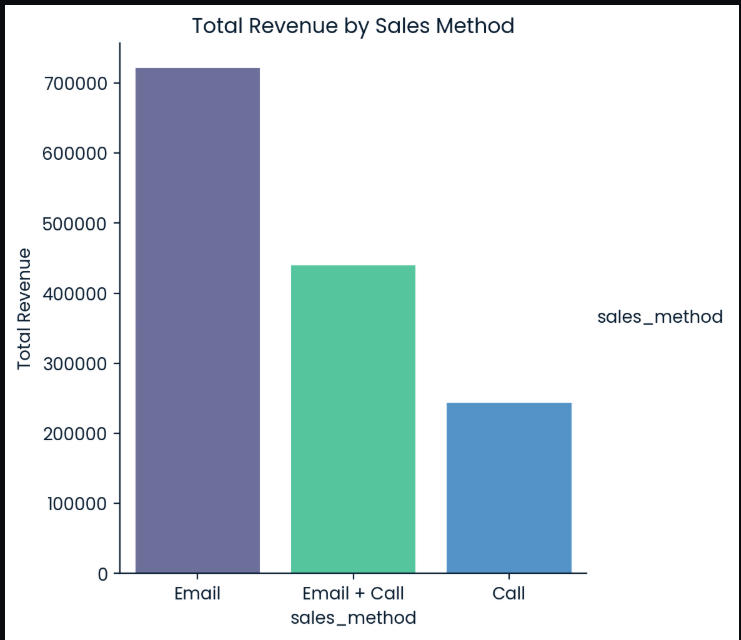 Total Revenue by Sales Method
Total Revenue
700000
600000
500000
400000
300000
200000
100000
0
Email
Email + Call
Call
sales_method
sales_method